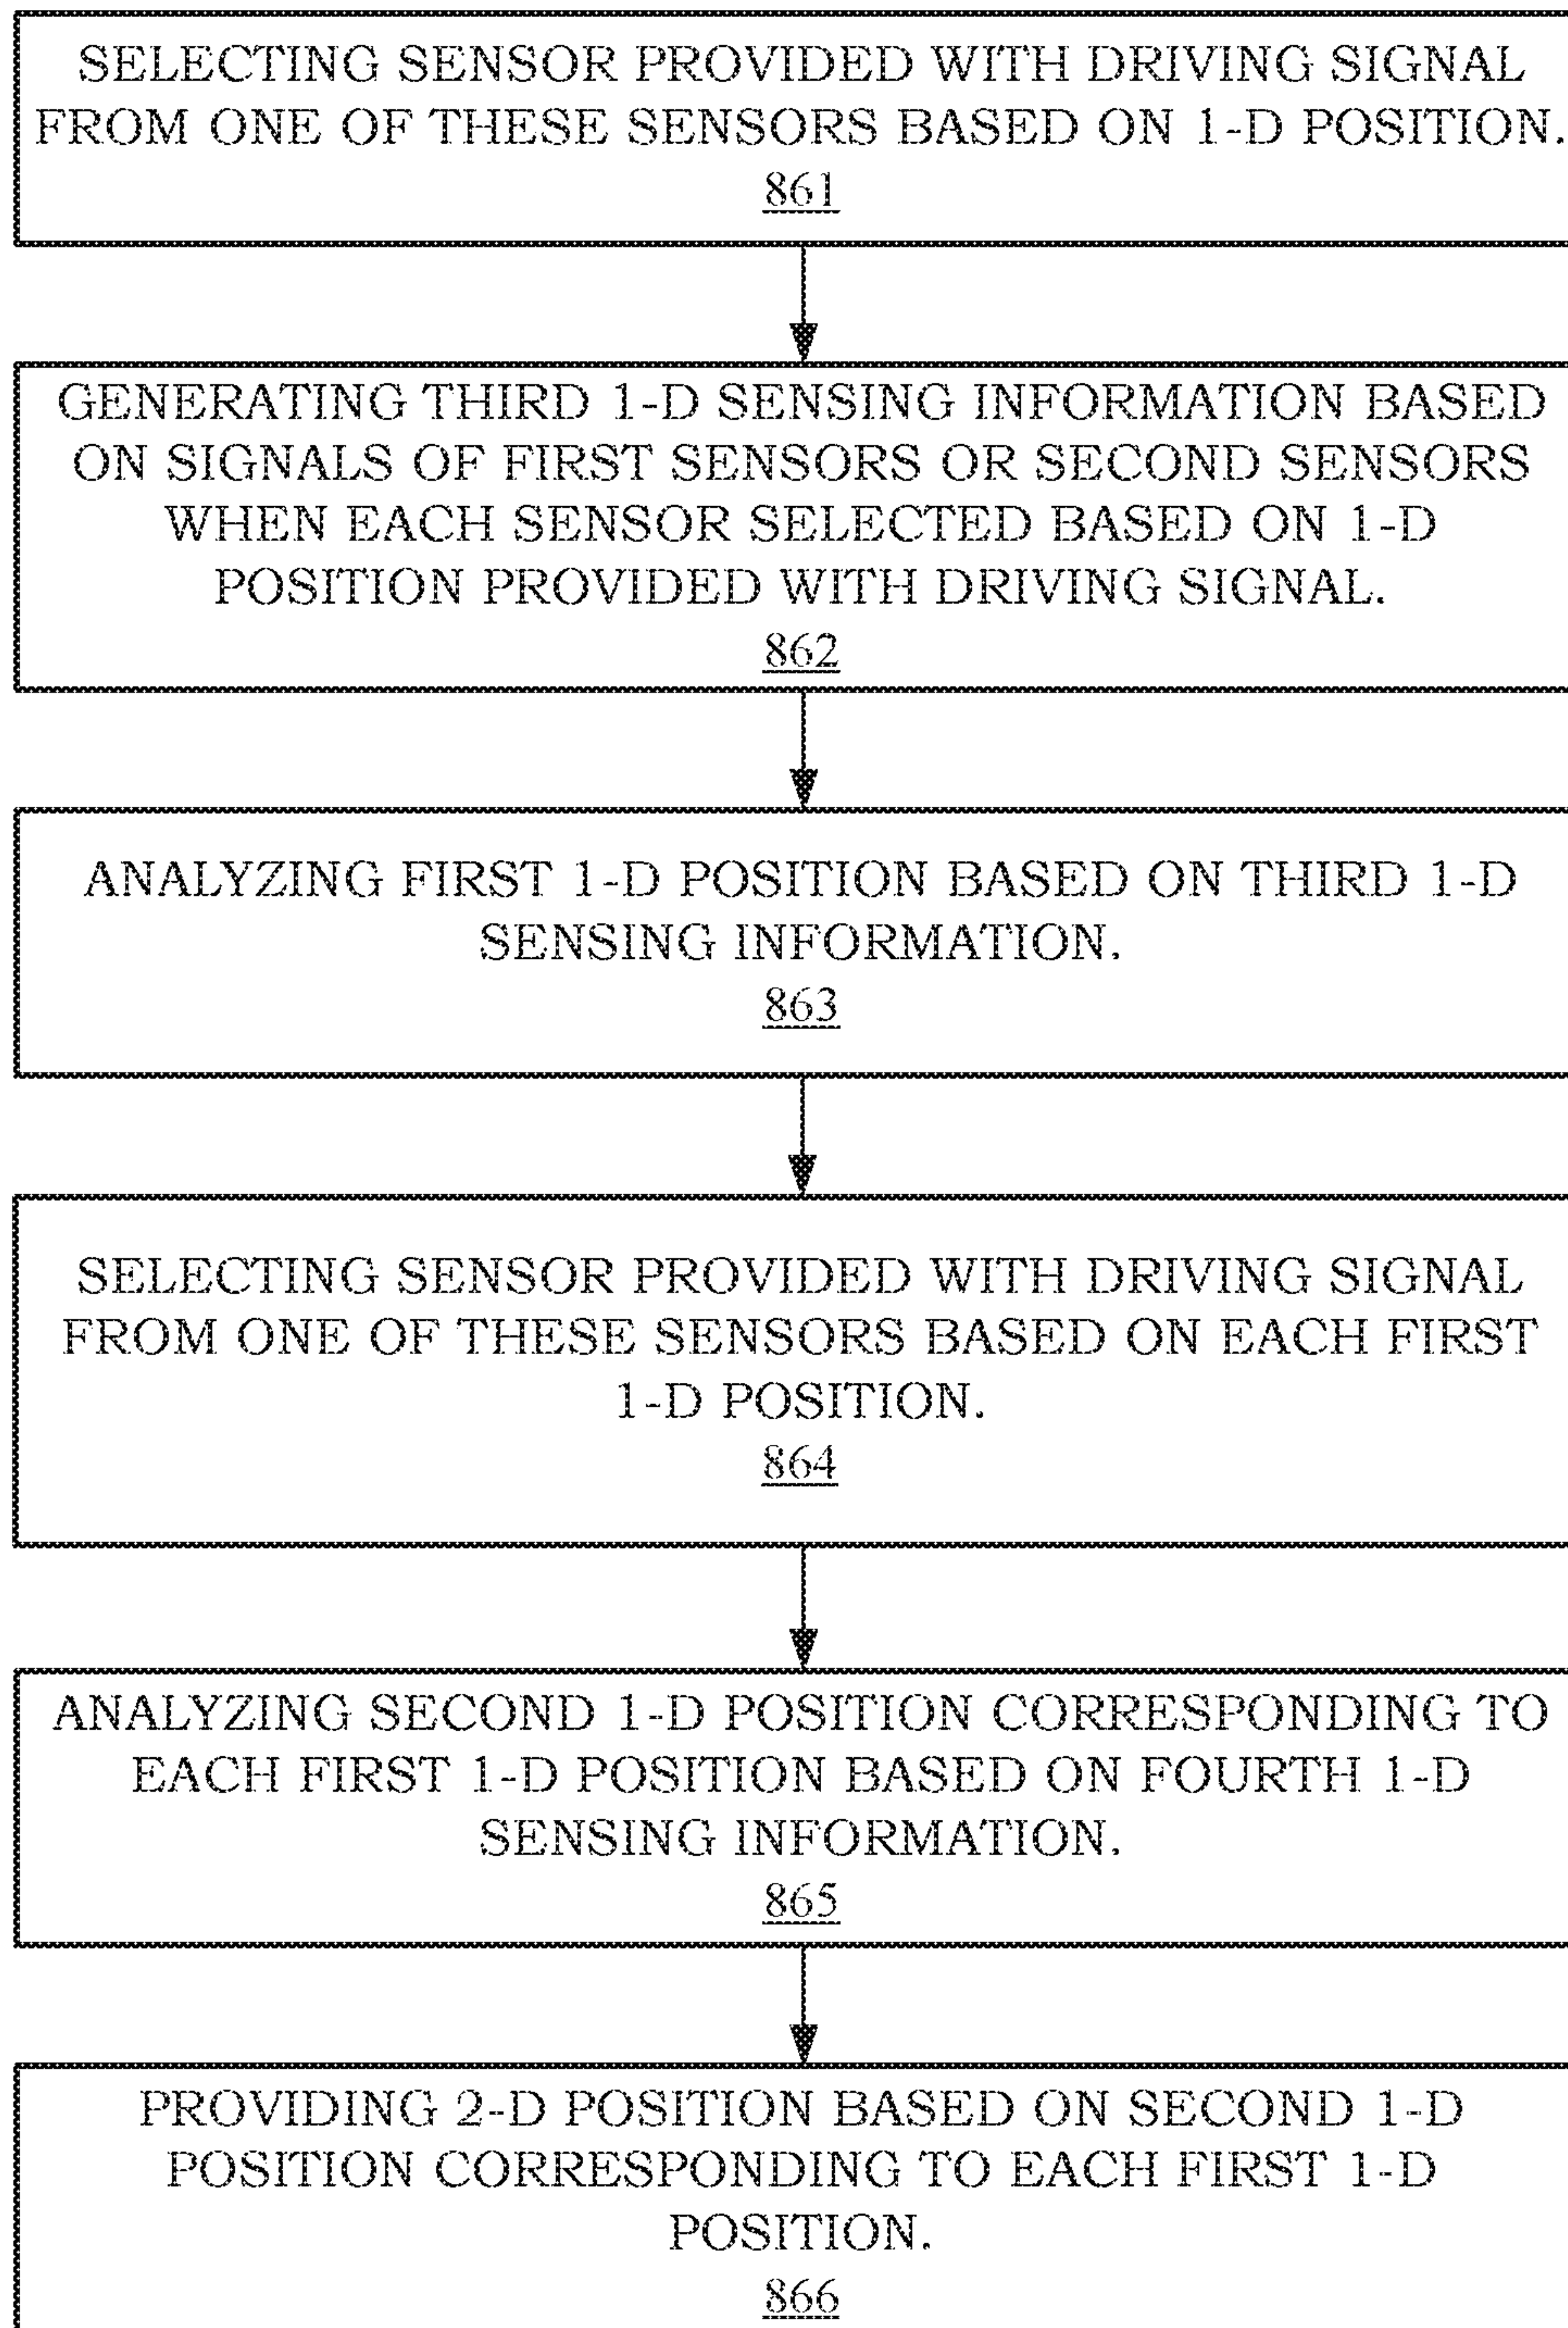 SELECTING SENSOR PROVIDED WITH DRIVING SIGNAL
FROM ONE OF THESE SENSORS BASED ON 1-D POSITION.
861
GENERATING THIRD 1-D SENSING INFORMATION BASED
ON SIGNALS OF FIRST SENSORS OR SECOND SENSORS
WHEN EACH SENSOR SELECTED BASED ON 1-D
POSITION PROVIDED WITH DRIVING SIGNAL.
862
ANALYZING FIRST 1-D POSITION BASED ON THIRD 1-D
SENSING INFORMATION.
863
SELECTING SENSOR PROVIDED WITH DRIVING SIGNAL
FROM ONE OF THESE SENSORS BASED ON EACH FIRST
1-D POSITION.
864
ANALYZING SECOND 1-D POSITION CORRESPONDING TO
EACH FIRST 1-D POSITION BASED ON FOURTH 1-D
SENSING INFORMATION.
865
PROVIDING 2-D POSITION BASED ON SECOND 1-D
POSITION CORRESPONDING TO EACH FIRST 1-D
POSITION.
866